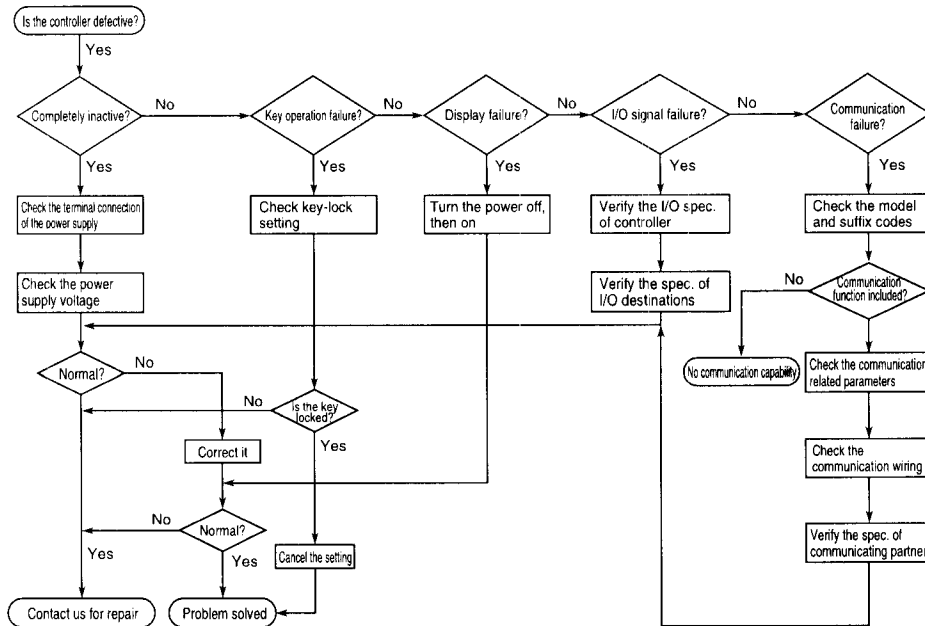 Is the controller defective?
Yes
Completely inactive?
No
Key operation failure?
No
Display failure?
No
I/O signal failure?
No
Communication
failure?
Yes
Yes
Yes
Yes
Yes
Check the terminal connection
of the power supply
Check key-lock
setting
Turn the power off,
then on
Verify the I/O spec.
of controller
Check the model
and suffix codes
Check the power
supply voltage
Verify the spec. of
I/O destinations
No
Communication
function included?
Normal?
No
No communication capability
Check the communication
related parameters
No
Is the key
locked?
Yes
Correct it
Check the
communication wiring
No
Normal?
Yes
Yes
Cancel the setting
Verify the spec. of
communicating partner
Contact us for repair
Problem solved